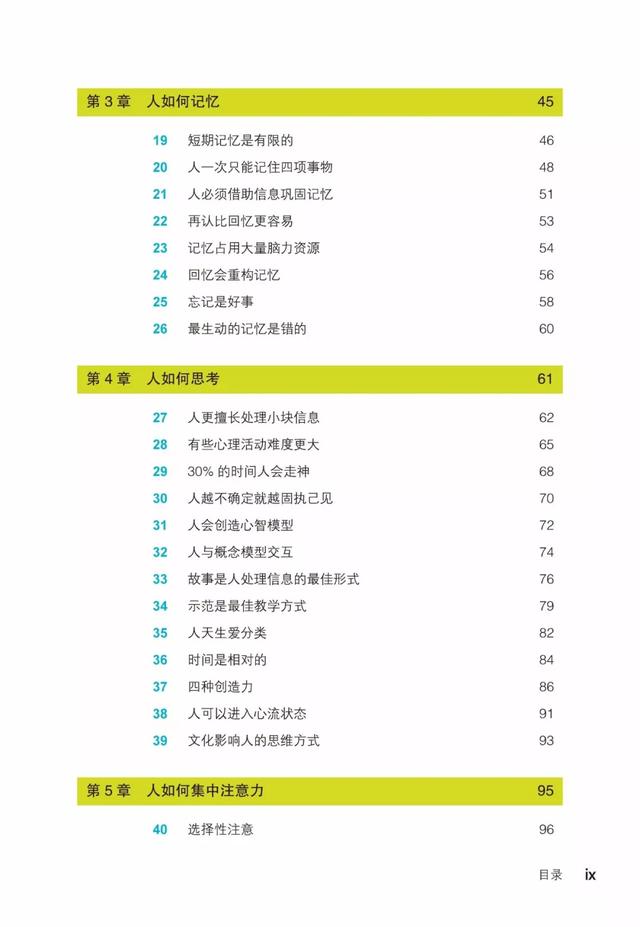 第 3 章 人如何记忆 45
19 短期记忆是有限的 46
20 人一次只能记住四项事物 48
21 人必须借助信息巩固记忆 51
22 再认比回忆更容易 53
23 记忆占用大量脑力资源 54
24 回忆会重构记忆 56
25 忘记是好事 58
26 最生动的记忆是错的 60
第 4 章 人如何思考 61
27 人更擅长处理小块信息 62
28 有些心理活动难度更大 65
29 30% 的时间人会走神 68
30 人越不确定就越固执己见 70
31 人会创造心智模型 72
32 人与概念模型交互 74
33 故事是人处理信息的最佳形式 76
34 示范是最佳教学方式 79
35 人天生爱分类 82
36 时间是相对的 84
37 四种创造力 86
38 人可以进入心流状态 91
39 文化影响人的思维方式 93
第 5 章 人如何集中注意力 95
40 选择性注意 96
目录 ix